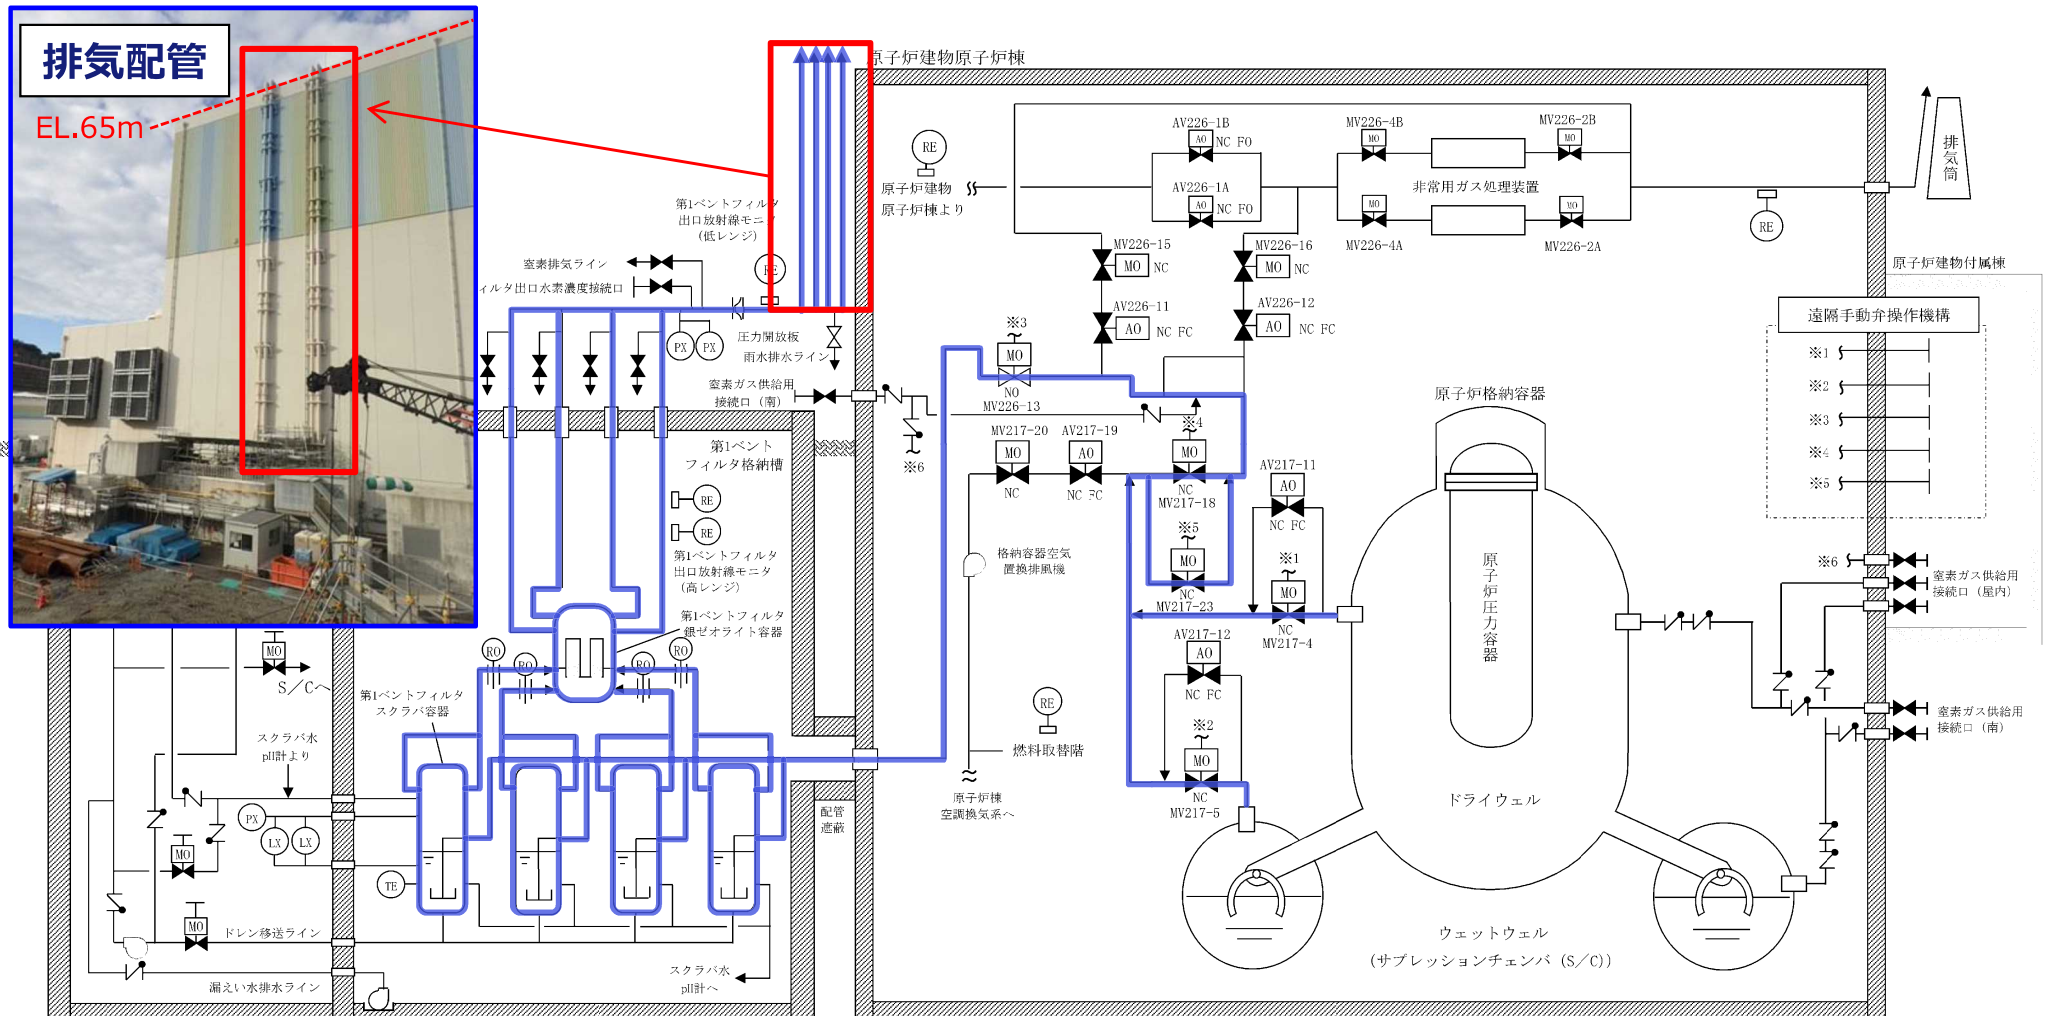 排気配管
EL.65m
原子炉建物原子炉棟
第1ベントフィルタ
出口放射線モニタ
(低レンジ)
RE
窒素排気ライン
ィルタ出口水素濃度接続口
PX
PX
圧力開放板
雨水排水ライン
窒素ガス供給用
接続口(南)
※6
RE
原子炉建物
原子炉棟より
AV226-1B
AO
NC FO
AV226-1A
AO
NC FO
MV226-4B
MO
MV226-2B
MO
非常用ガス処理装置
MO
MV226-4A
MO
MV226-2A
RE
排気筒
MV226-15
MO
NC
MV226-16
MO
NC
AV226-11
AO
NC FC
AV226-12
AO
NC FC
※3
MO
NO
MV226-13
原子炉建物付属棟
遠隔手動弁操作機構
※1
※2
※3
※4
※5
MV217-20
MO
NC
AV217-19
AO
NC FC
※4
MO
NC
MV217-18
※5
MO
NC
MV217-23
AV217-11
AO
NC FC
※1
MO
NC
MV217-4
AV217-12
AO
NC FC
※2
MO
NC
MV217-5
格納容器空気
置換排風機
RE
燃料取替階
原子炉棟
空調換気系へ
原子炉格納容器
原子炉圧力容器
ドライウェル
ウェットウェル
(サプレッションチェンバ(S/C))
※6
窒素ガス供給用
接続口(屋内)
窒素ガス供給用
接続口(南)
第1ベント
フィルタ格納槽
RE
RE
第1ベントフィルタ
出口放射線モニタ
(高レンジ)
第1ベントフィルタ
銀ゼオライト容器
RO
RO
RO
RO
第1ベントフィルタ
スクラバ容器
MO
S/Cへ
スクラバ水
pH計より
PX
LX
LX
MO
TE
MO
ドレン移送ライン
漏えい水排水ライン
スクラバ水
pH計へ
配管
遮蔽